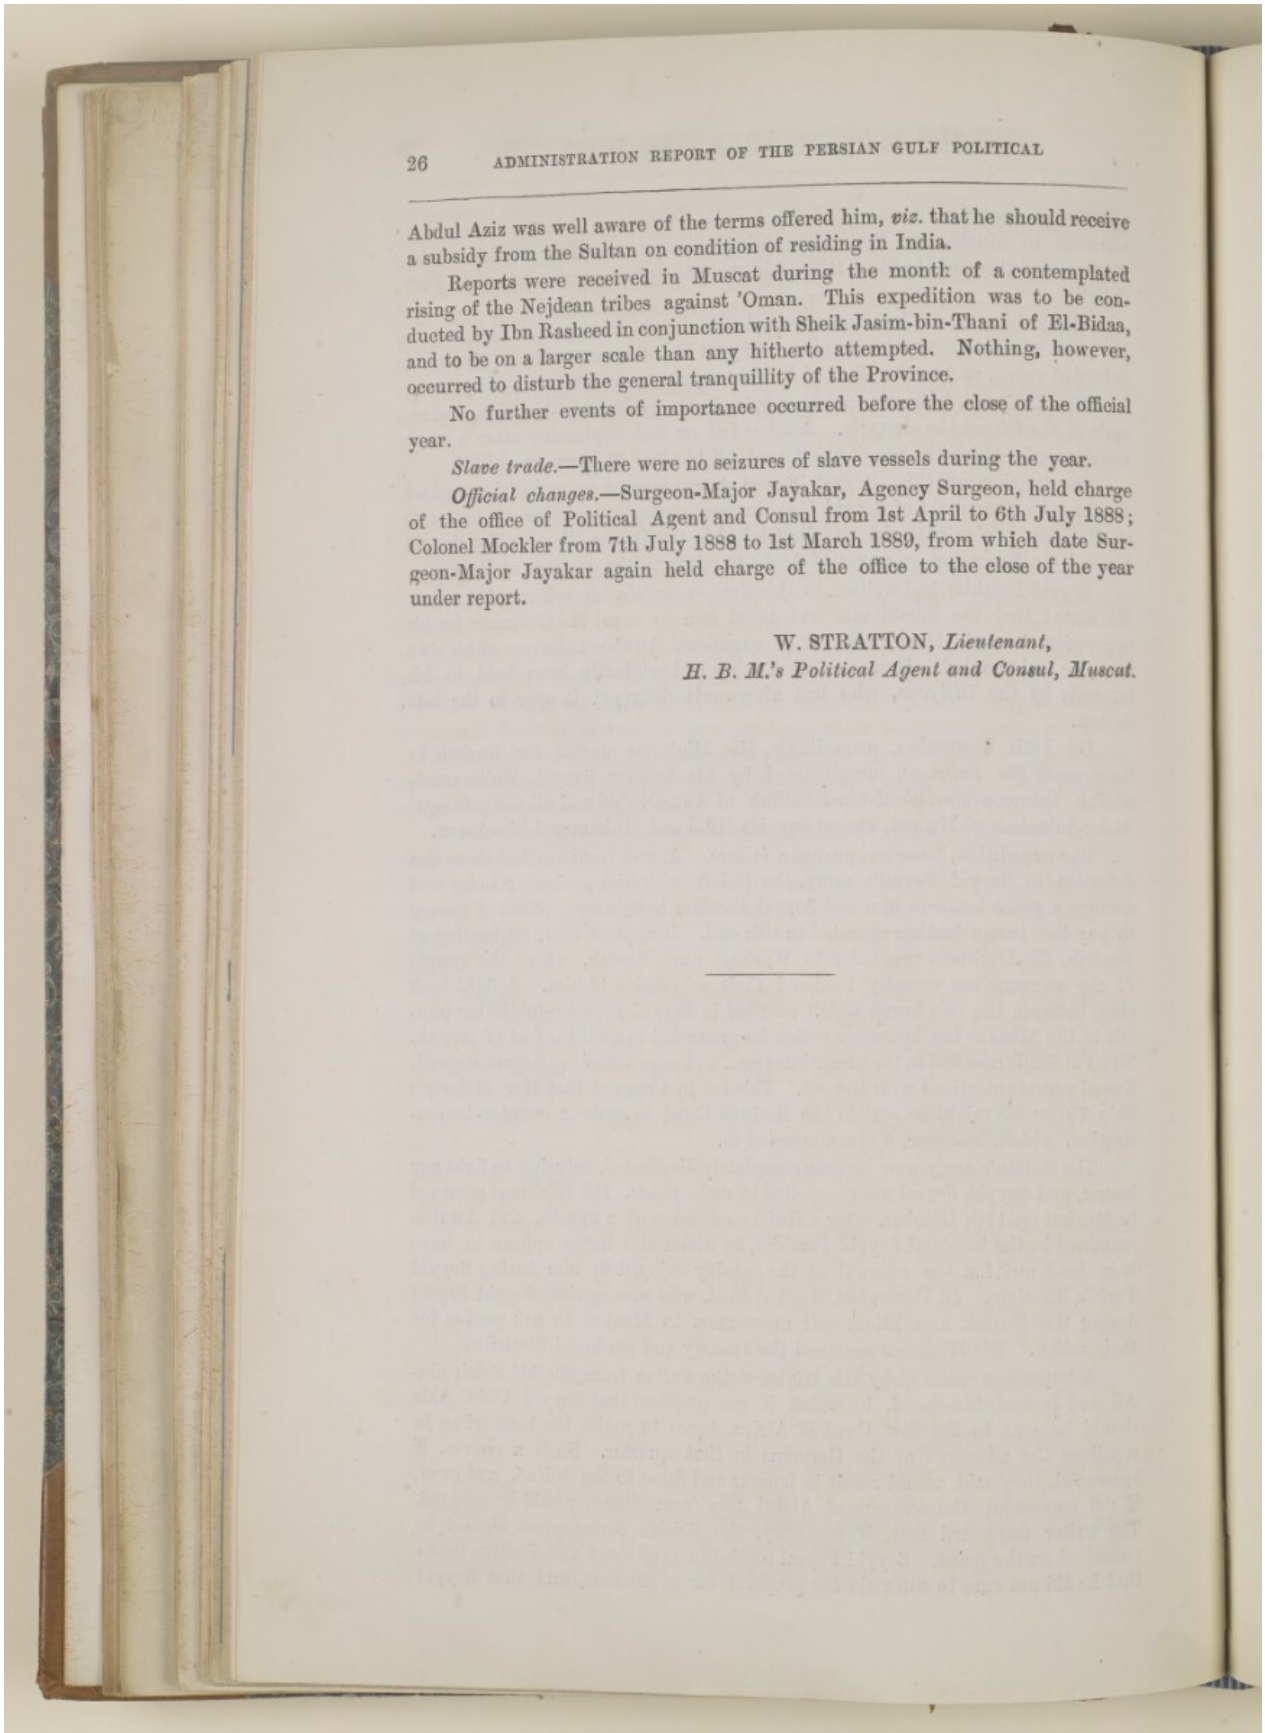 26 ADMINISTRATION REPORT OF THE PERSIAN GULF POLITICAL
Abdul Aziz was well aware of the terms offered him, viz. that he should receive
a subsidy from the Sultan on condition of residing in India.
Reports were received in Muscat during the month of a contemplated
rising of the Nejdean tribes against 'Oman. This expedition was to be con-
ducted by Ibn Rasheed in conjunction with Sheik Jasim-bin-Thani of El-Bidaa,
and to be on a larger scale than any hitherto attempted. Nothing, however,
occurred to disturb the general tranquillity of the Province.
No further events of importance occurred before the close of the official
year.
Slave trade.—There were no seizures of slave vessels during the year.
Official changes.—Surgeon-Major Jayakar, Agency Surgeon, held charge
of the office of Political Agent and Consul from 1st April to 6th July 1888;
Colonel Mockler from 7th July 1888 to 1st March 1889, from which date Sur-
geon-Major Jayakar again held charge of the office to the close of the year
under report.
W. STRATTON, Lieutenant,
H. B. M.'s Political Agent and Consul, Muscat.